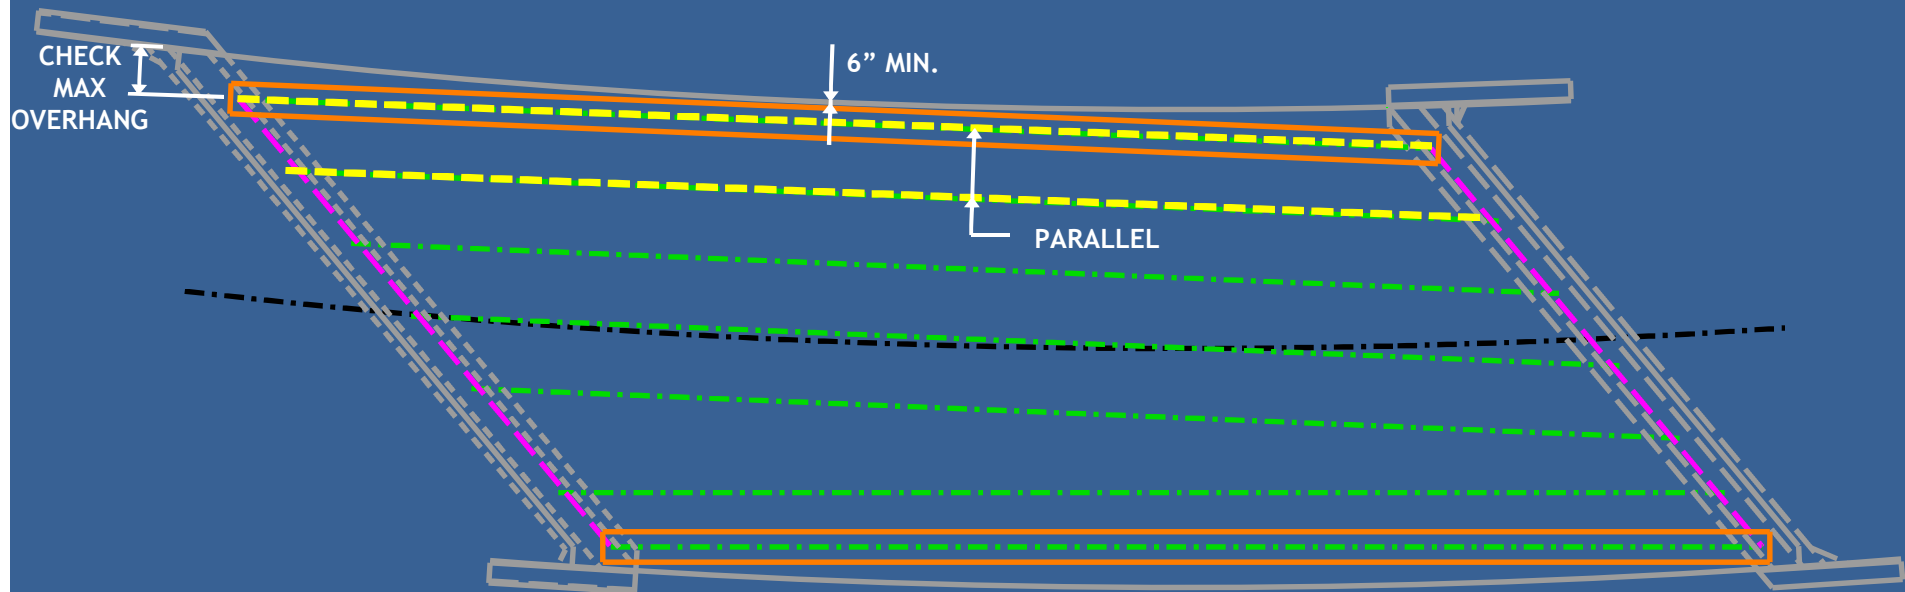 CHECK
MAX
OVERHANG
6” MIN.
PARALLEL